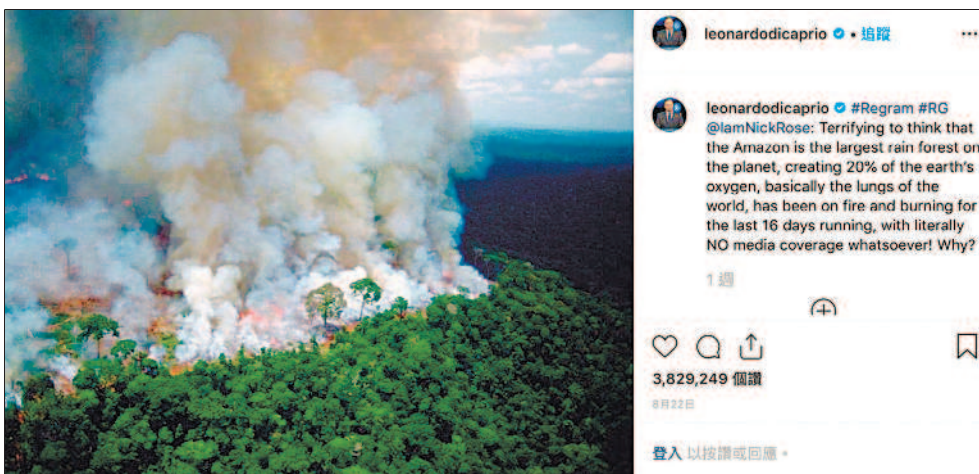 leonardodicaprio • 追蹤
leonardodicaprio #Regram #RG
@IamNickRose: Terrifying to think that
the Amazon is the largest rain forest on
the planet, creating 20% of the earth's
oxygen, basically the lungs of the
world, has been on fire and burning for
the last 16 days running, with literally
NO media coverage whatsoever! Why?
1 週
3,829,249 個讚
8月22日
登入 以按讚或回應。